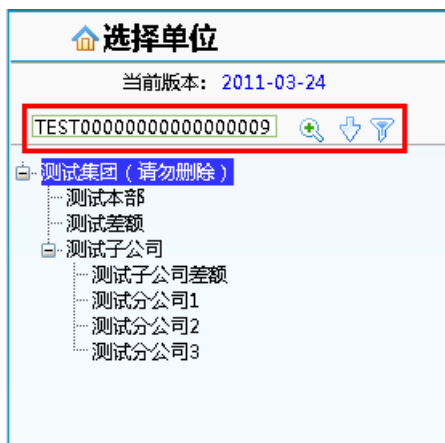 选择单位
当前版本: 2011-03-24
TEST00000000000000009
测试集团（请勿删除）
测试本部
测试差额
测试子公司
测试子公司差额
测试分公司1
测试分公司2
测试分公司3